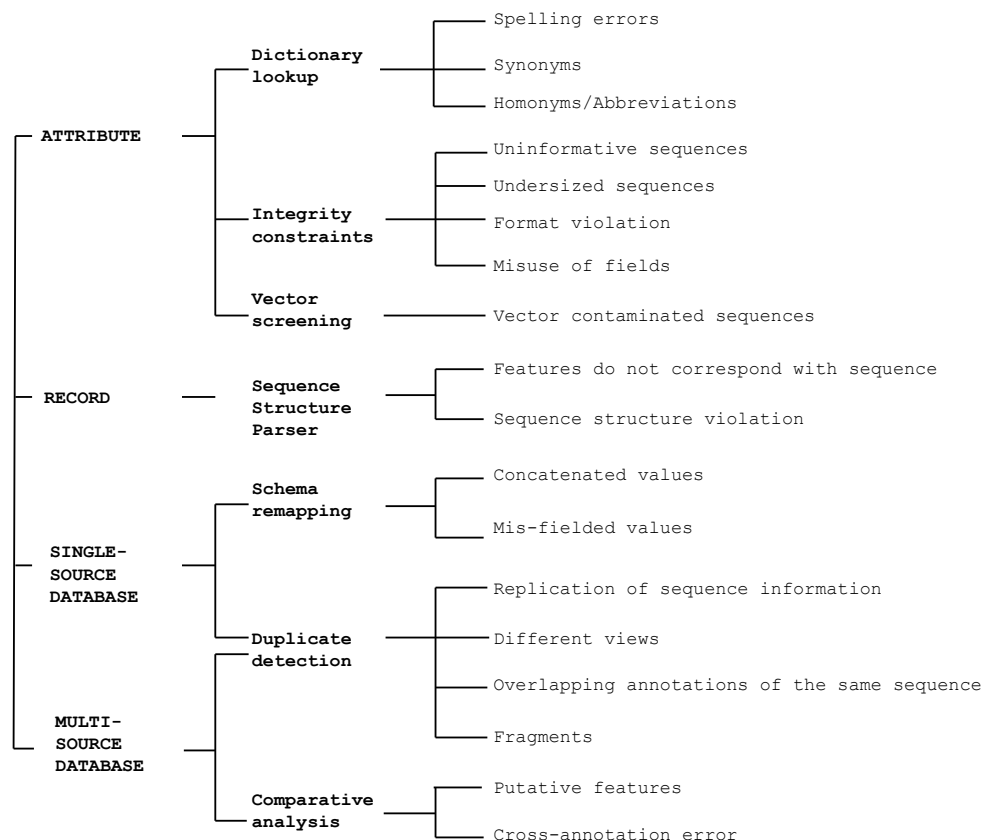 Spelling errors
Dictionary
lookup
Synonyms
Homonyms/Abbreviations
ATTRIBUTE
Uninformative sequences
Undersized sequences
Integrity
constraints
Format violation
Misuse of fields
Vector
screening
Vector contaminated sequences
RECORD
Sequence
Structure
Parser
Features do not correspond with sequence
Sequence structure violation
Schema
remapping
Concatenated values
Mis-fielded values
SINGLE-
SOURCE
DATABASE
Replication of sequence information
Duplicate
detection
Different views
Overlapping annotations of the same sequence
Fragments
MULTI-
SOURCE
DATABASE
Comparative
analysis
Putative features
Cross-annotation error